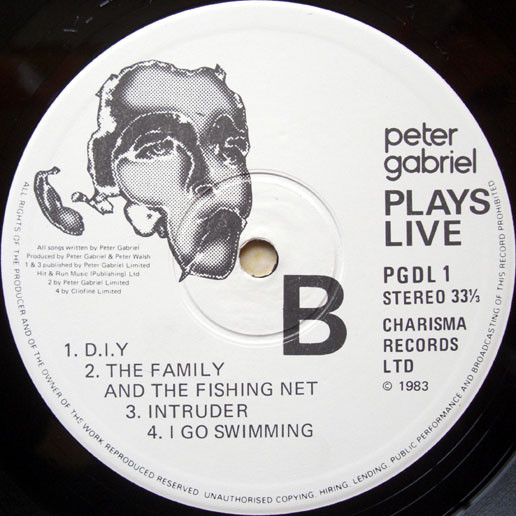 peter
gabriel
PLAYS
LIVE
PGDL 1
STEREO 33⅓
CHARISMA
RECORDS
LTD
© 1983
All songs written by Peter Gabriel
Produced by Peter Gabriel & Peter Walsh
1 & 3 published by Peter Gabriel Limited
Hit & Run Music (Publishing) Ltd
2 by Peter Gabriel Limited
4 by Cliofine Limited
B
1. D.I.Y
2. THE FAMILY
AND THE FISHING NET
3. INTRUDER
4. I GO SWIMMING
ALL RIGHTS OF THE PRODUCER AND OF THE OWNER OF THE WORK REPRODUCED RESERVED. UNAUTHORISED COPYING, HIRING, LENDING, PUBLIC PERFORMANCE AND BROADCASTING OF THIS RECORD PROHIBITED